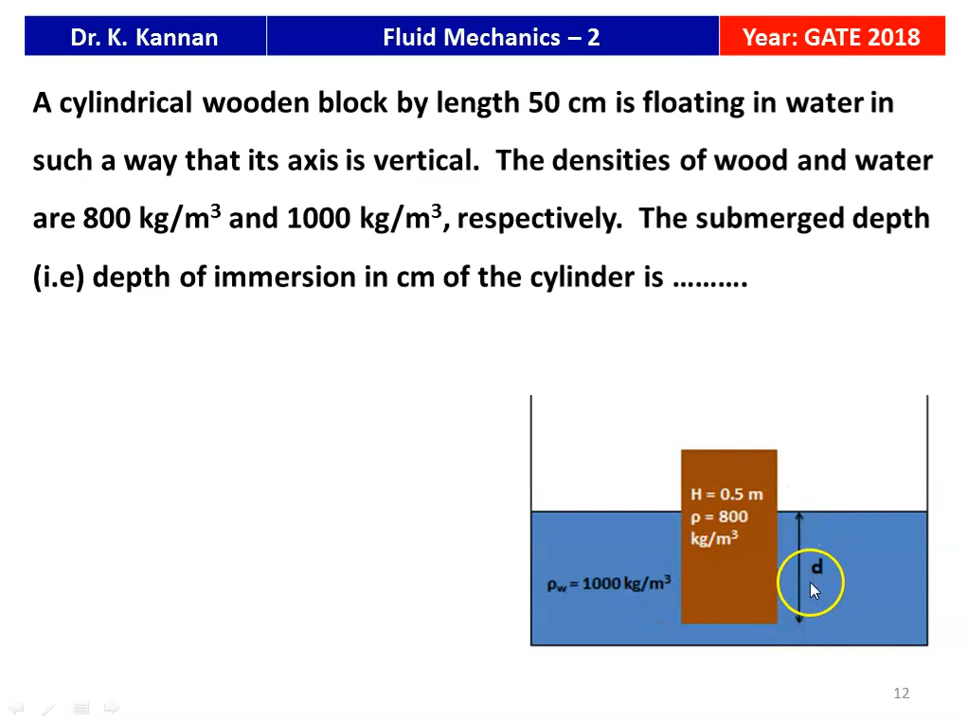 Dr. K. Kannan Fluid Mechanics – 2 Year: GATE 2018
A cylindrical wooden block by length 50 cm is floating in water in
such a way that its axis is vertical. The densities of wood and water
are 800 kg/m³ and 1000 kg/m³, respectively. The submerged depth
(i.e) depth of immersion in cm of the cylinder is ……….
H = 0.5 m
ρ = 800
kg/m³
d
ρw = 1000 kg/m³
12